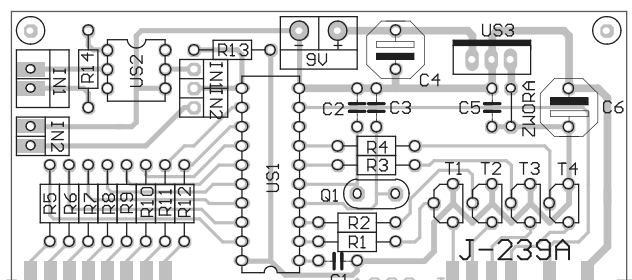 - +
9V
US3
US2
R14
R13
IN1
IN1
IN2
C4
C2
C3
C5
ZWORA
C6
IN2
US1
R4
R3
T1 T2 T3 T4
Q1
R5
R6
R7
R8
R9
R10
R11
R12
R2
R1
J-239A
C1